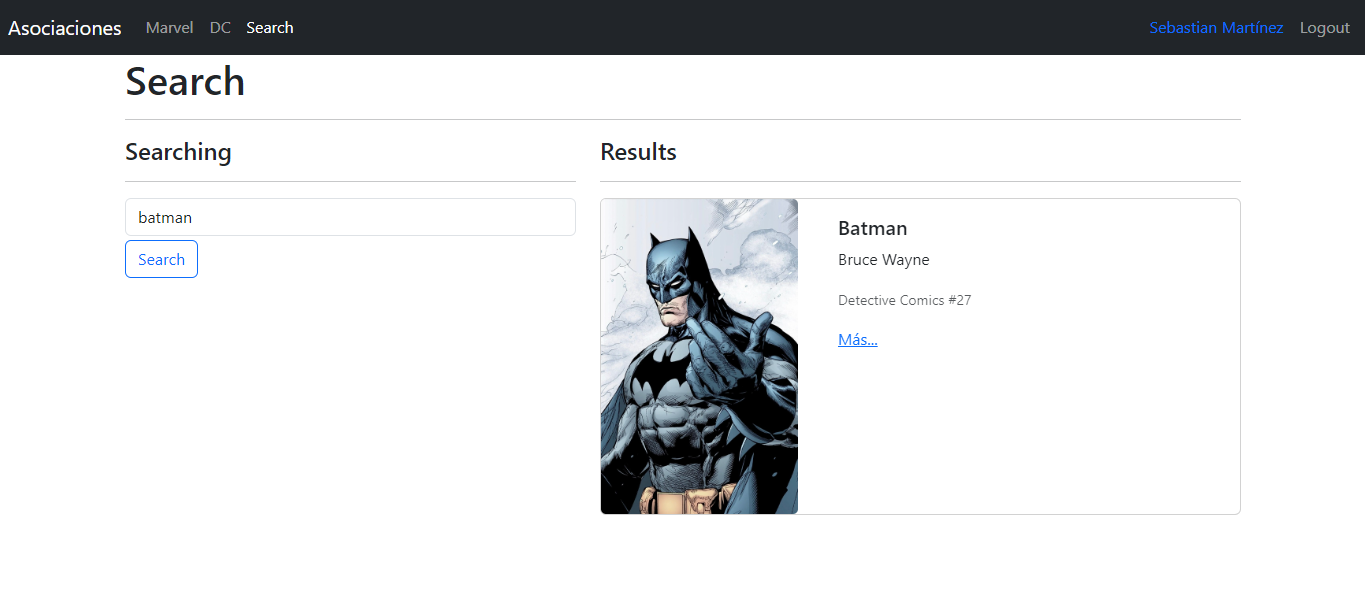 Asociaciones Marvel DC Search Sebastian Martínez Logout
Search
Searching
batman
Search
Results
Batman
Bruce Wayne
Detective Comics #27
Más...